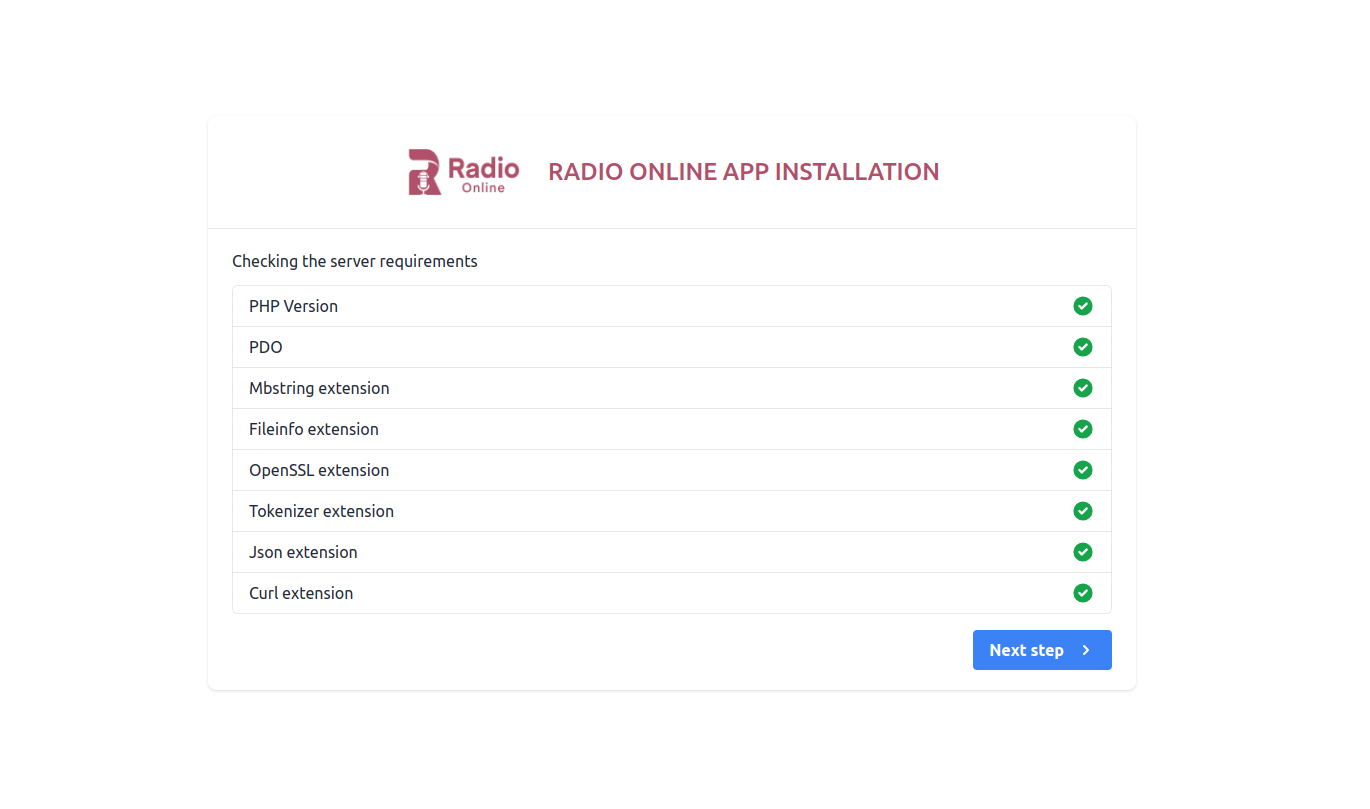 Radio
Online
RADIO ONLINE APP INSTALLATION
Checking the server requirements
PHP Version
PDO
Mbstring extension
Fileinfo extension
OpenSSL extension
Tokenizer extension
Json extension
Curl extension
Next step